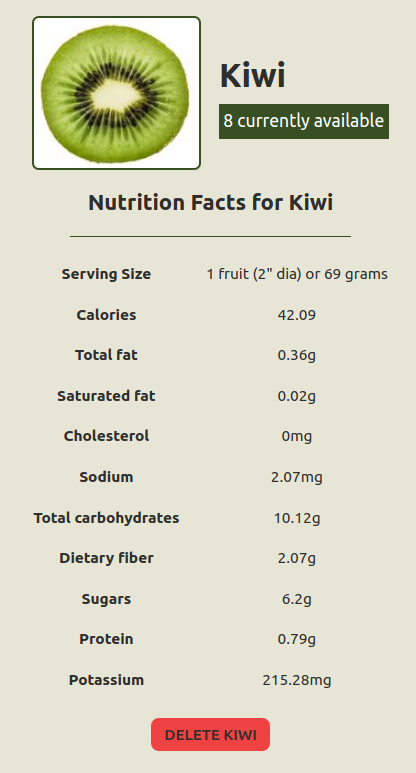 Kiwi
8 currently available
Nutrition Facts for Kiwi
Serving Size 1 fruit (2" dia) or 69 grams
Calories 42.09
Total fat 0.36g
Saturated fat 0.02g
Cholesterol 0mg
Sodium 2.07mg
Total carbohydrates 10.12g
Dietary fiber 2.07g
Sugars 6.2g
Protein 0.79g
Potassium 215.28mg
DELETE KIWI